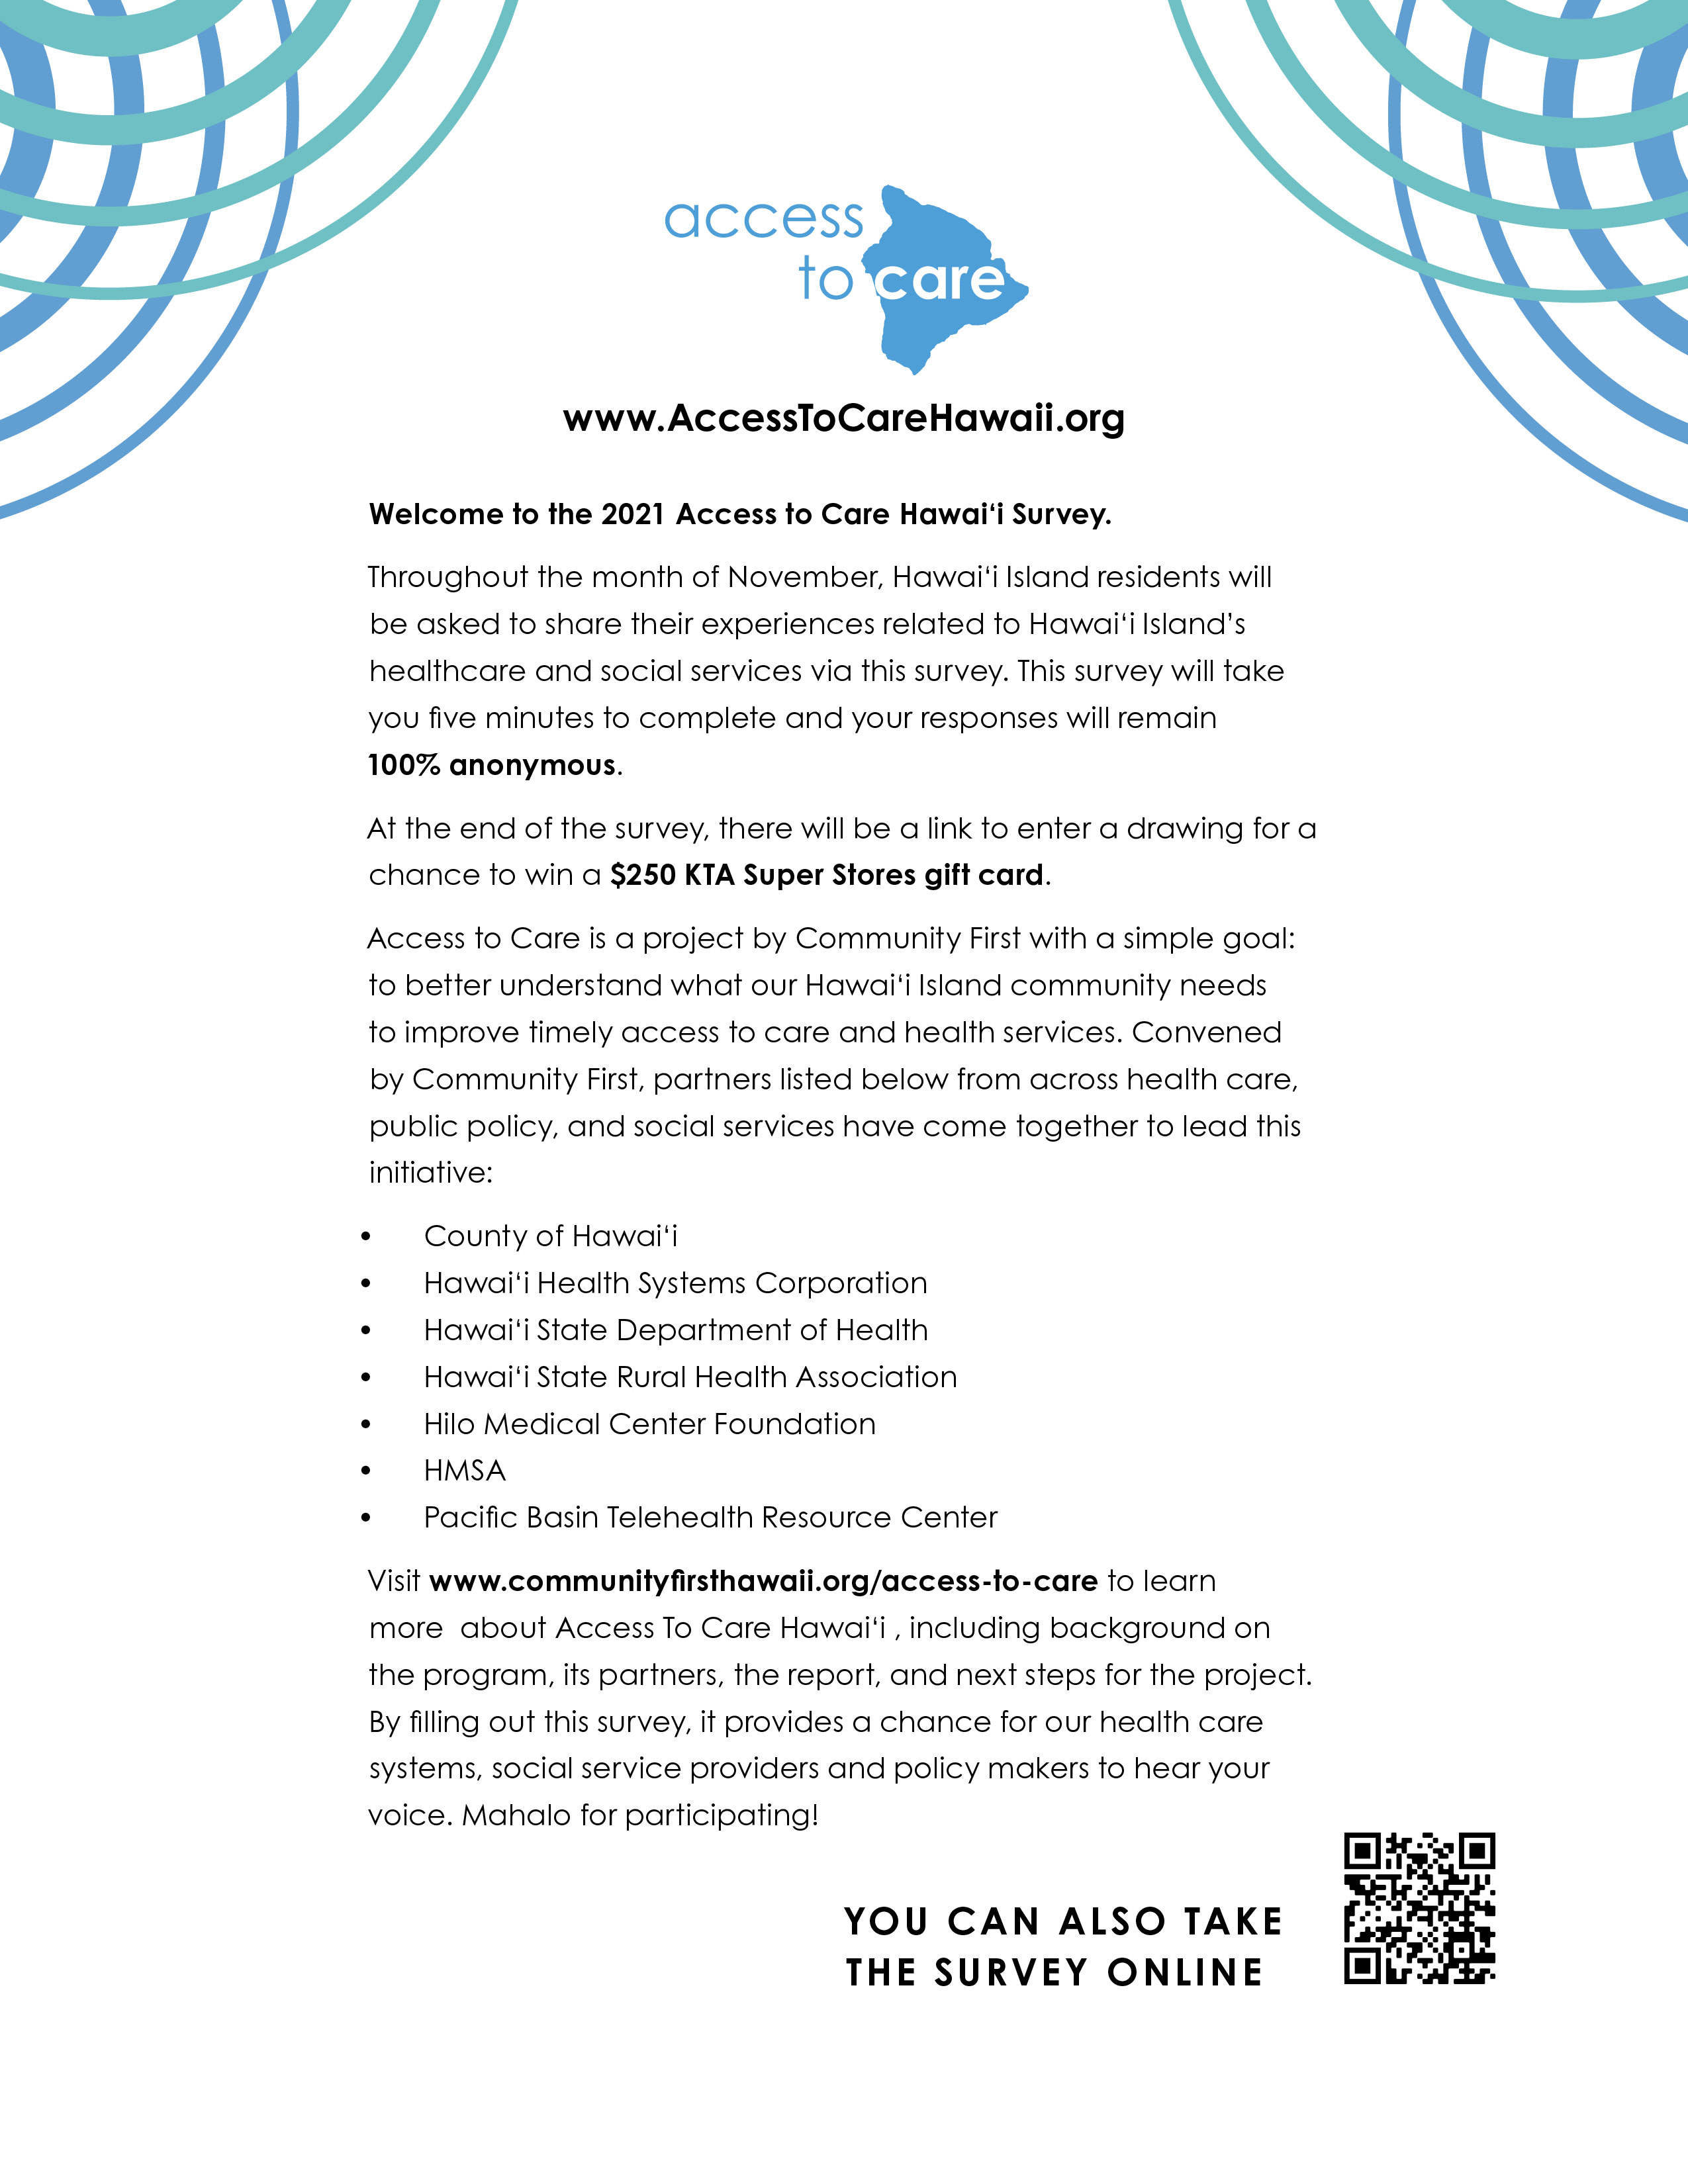 access
to care
www.AccessToCareHawaii.org
Welcome to the 2021 Access to Care Hawai‘i Survey.
Throughout the month of November, Hawai‘i Island residents will
be asked to share their experiences related to Hawai‘i Island’s
healthcare and social services via this survey. This survey will take
you five minutes to complete and your responses will remain
100% anonymous.
At the end of the survey, there will be a link to enter a drawing for a
chance to win a $250 KTA Super Stores gift card.
Access to Care is a project by Community First with a simple goal:
to better understand what our Hawai‘i Island community needs
to improve timely access to care and health services. Convened
by Community First, partners listed below from across health care,
public policy, and social services have come together to lead this
initiative:
• County of Hawai‘i
• Hawai‘i Health Systems Corporation
• Hawai‘i State Department of Health
• Hawai‘i State Rural Health Association
• Hilo Medical Center Foundation
• HMSA
• Pacific Basin Telehealth Resource Center
Visit www.communityfirsthawaii.org/access-to-care to learn
more  about Access To Care Hawai‘i , including background on
the program, its partners, the report, and next steps for the project.
By filling out this survey, it provides a chance for our health care
systems, social service providers and policy makers to hear your
voice. Mahalo for participating!
YOU CAN ALSO TAKE
THE SURVEY ONLINE